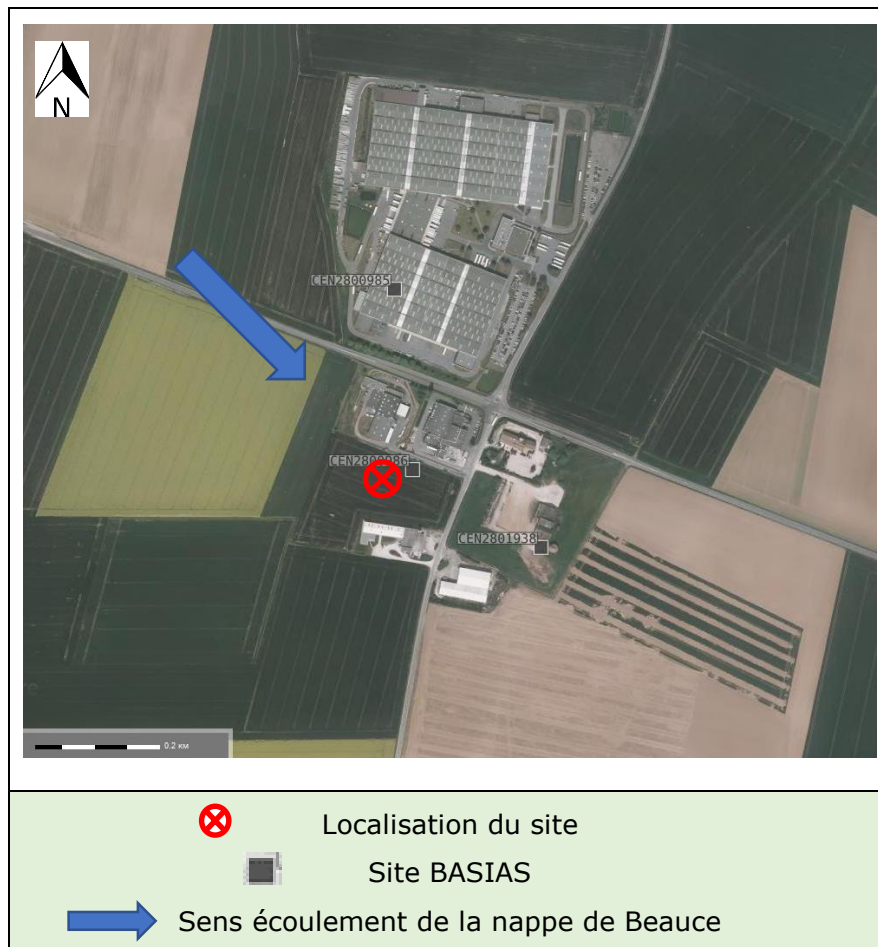 N
CEN2800985
CEN2800986
CEN2801938
0.2 км
Localisation du site
Site BASIAS
Sens écoulement de la nappe de Beauce